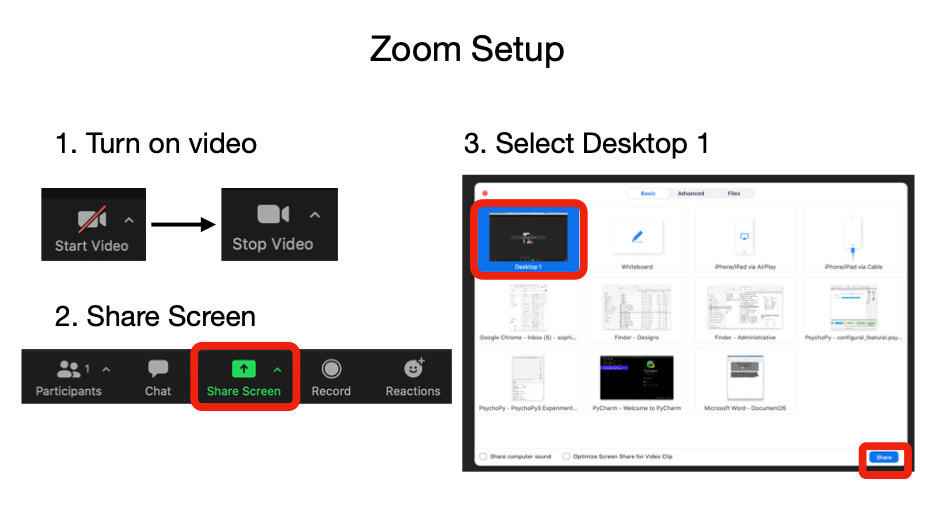 Zoom Setup
1. Turn on video
Start Video
Stop Video
2. Share Screen
1
Participants
Chat
Share Screen
Record
Reactions
3. Select Desktop 1
Basic Advanced Files
Desktop 1
Whiteboard
iPhone/iPad via AirPlay
iPhone/iPad via Cable
Google Chrome - Inbox (5) - sophi...
Finder - Designs
Finder - Administrative
PsychoPy - configural_featural.psy...
PsychoPy - PsychoPy3 Experiment...
PyCharm - Welcome to PyCharm
Microsoft Word - Document26
Share computer sound
Optimize Screen Share for Video Clip
Share